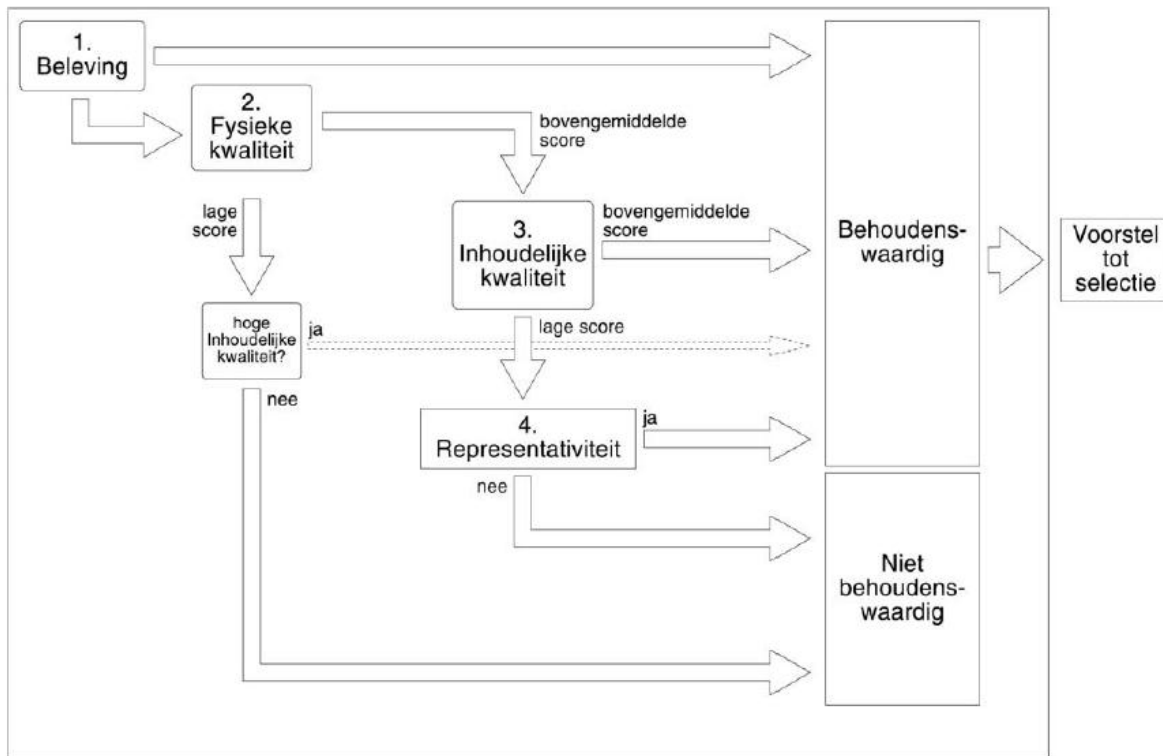 1.
Beleving
2.
Fysieke
kwaliteit
bovengemiddelde
score
lage
score
3.
Inhoudelijke
kwaliteit
bovengemiddelde
score
Behoudens-
waardig
Voorstel
tot
selectie
hoge
Inhoudelijke
kwaliteit?
ja
lage score
nee
4.
Representativiteit
ja
nee
Niet
behoudens-
waardig